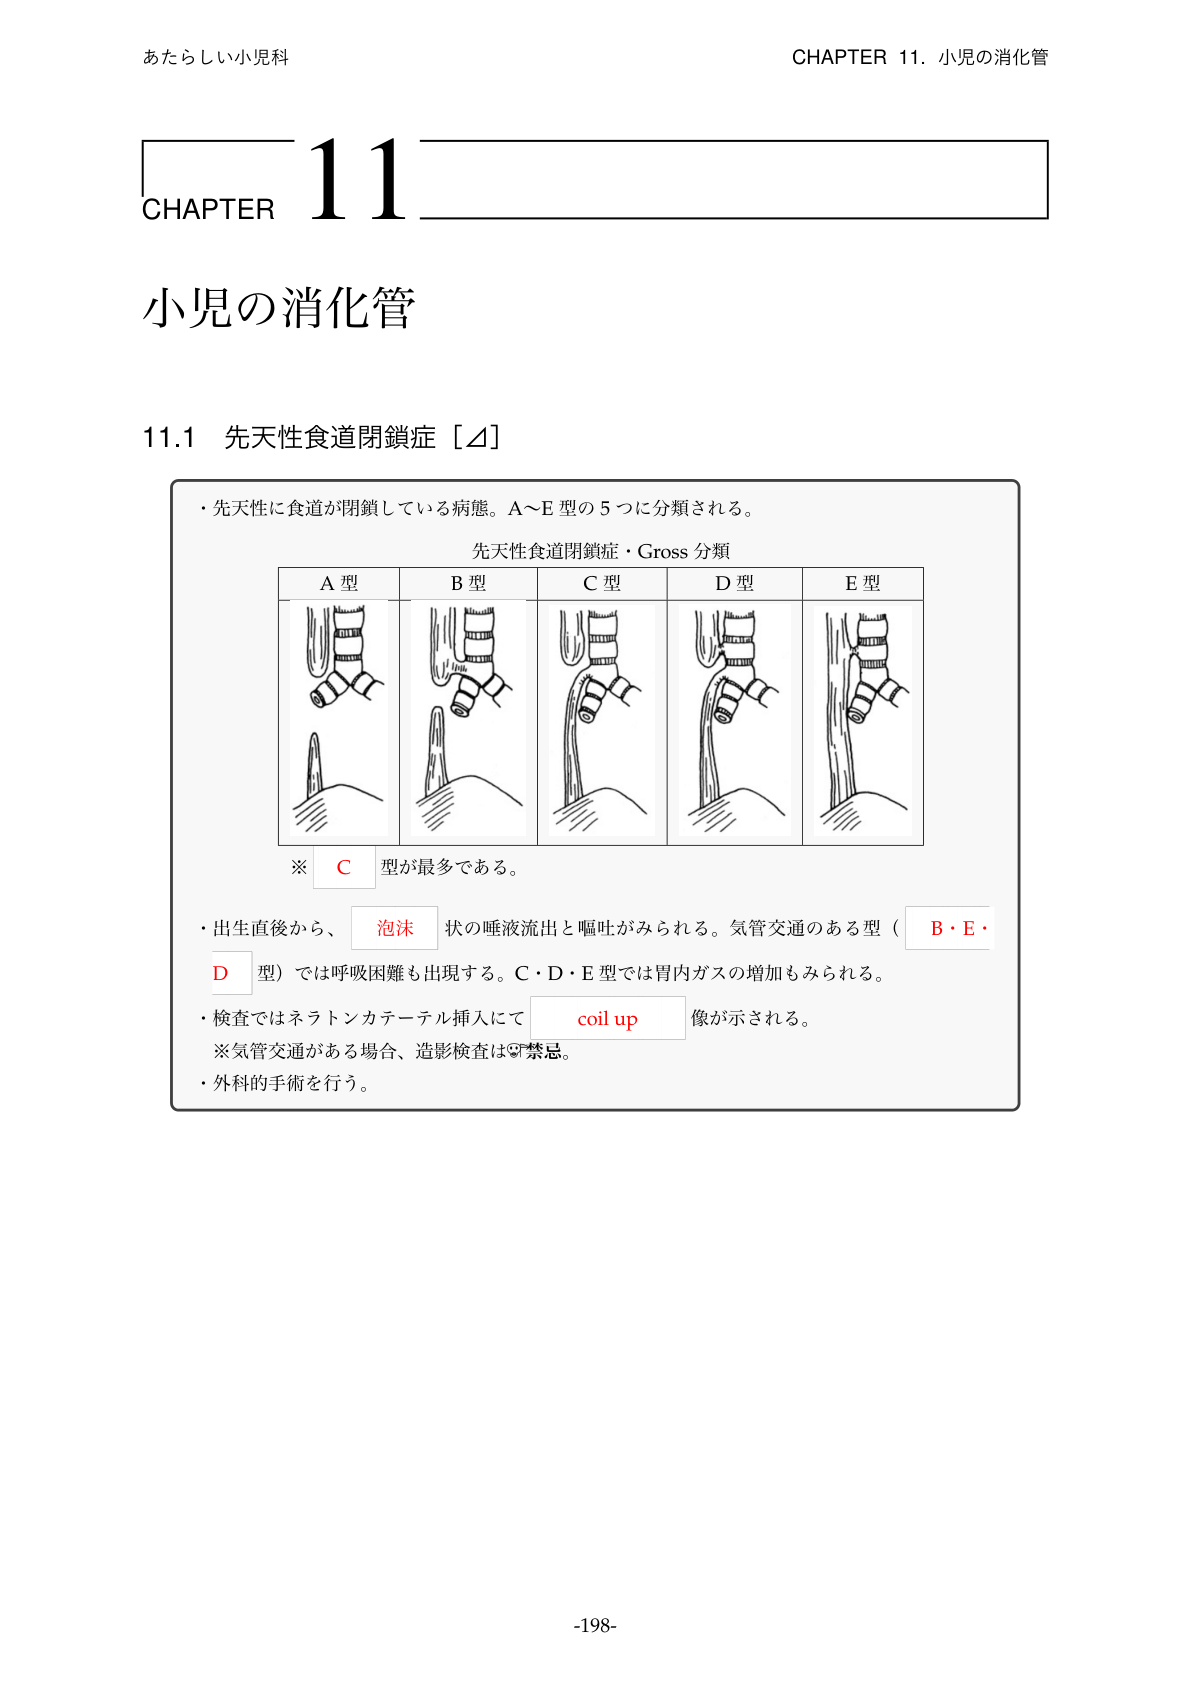 あたらしい小児科
CHAPTER 11. 小児の消化管
CHAPTER 11
小児の消化管
11.1 先天性食道閉鎖症［⊿］
・先天性に食道が閉鎖している病態。A〜E 型の 5 つに分類される。
先天性食道閉鎖症・Gross 分類
A 型 B 型 C 型 D 型 E 型
※ C 型が最多である。
・出生直後から、 泡沫 状の唾液流出と嘔吐がみられる。気管交通のある型（ B・E・
D 型）では呼吸困難も出現する。C・D・E 型では胃内ガスの増加もみられる。
・検査ではネラトンカテーテル挿入にて coil up 像が示される。
※気管交通がある場合、造影検査は禁忌。
・外科的手術を行う。
-198-